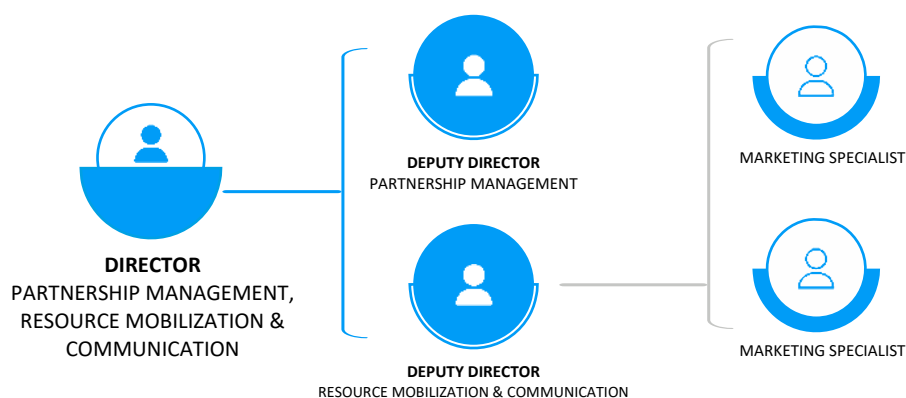 DIRECTOR
PARTNERSHIP MANAGEMENT,
RESOURCE MOBILIZATION &
COMMUNICATION
DEPUTY DIRECTOR
PARTNERSHIP MANAGEMENT
DEPUTY DIRECTOR
RESOURCE MOBILIZATION & COMMUNICATION
MARKETING SPECIALIST
MARKETING SPECIALIST